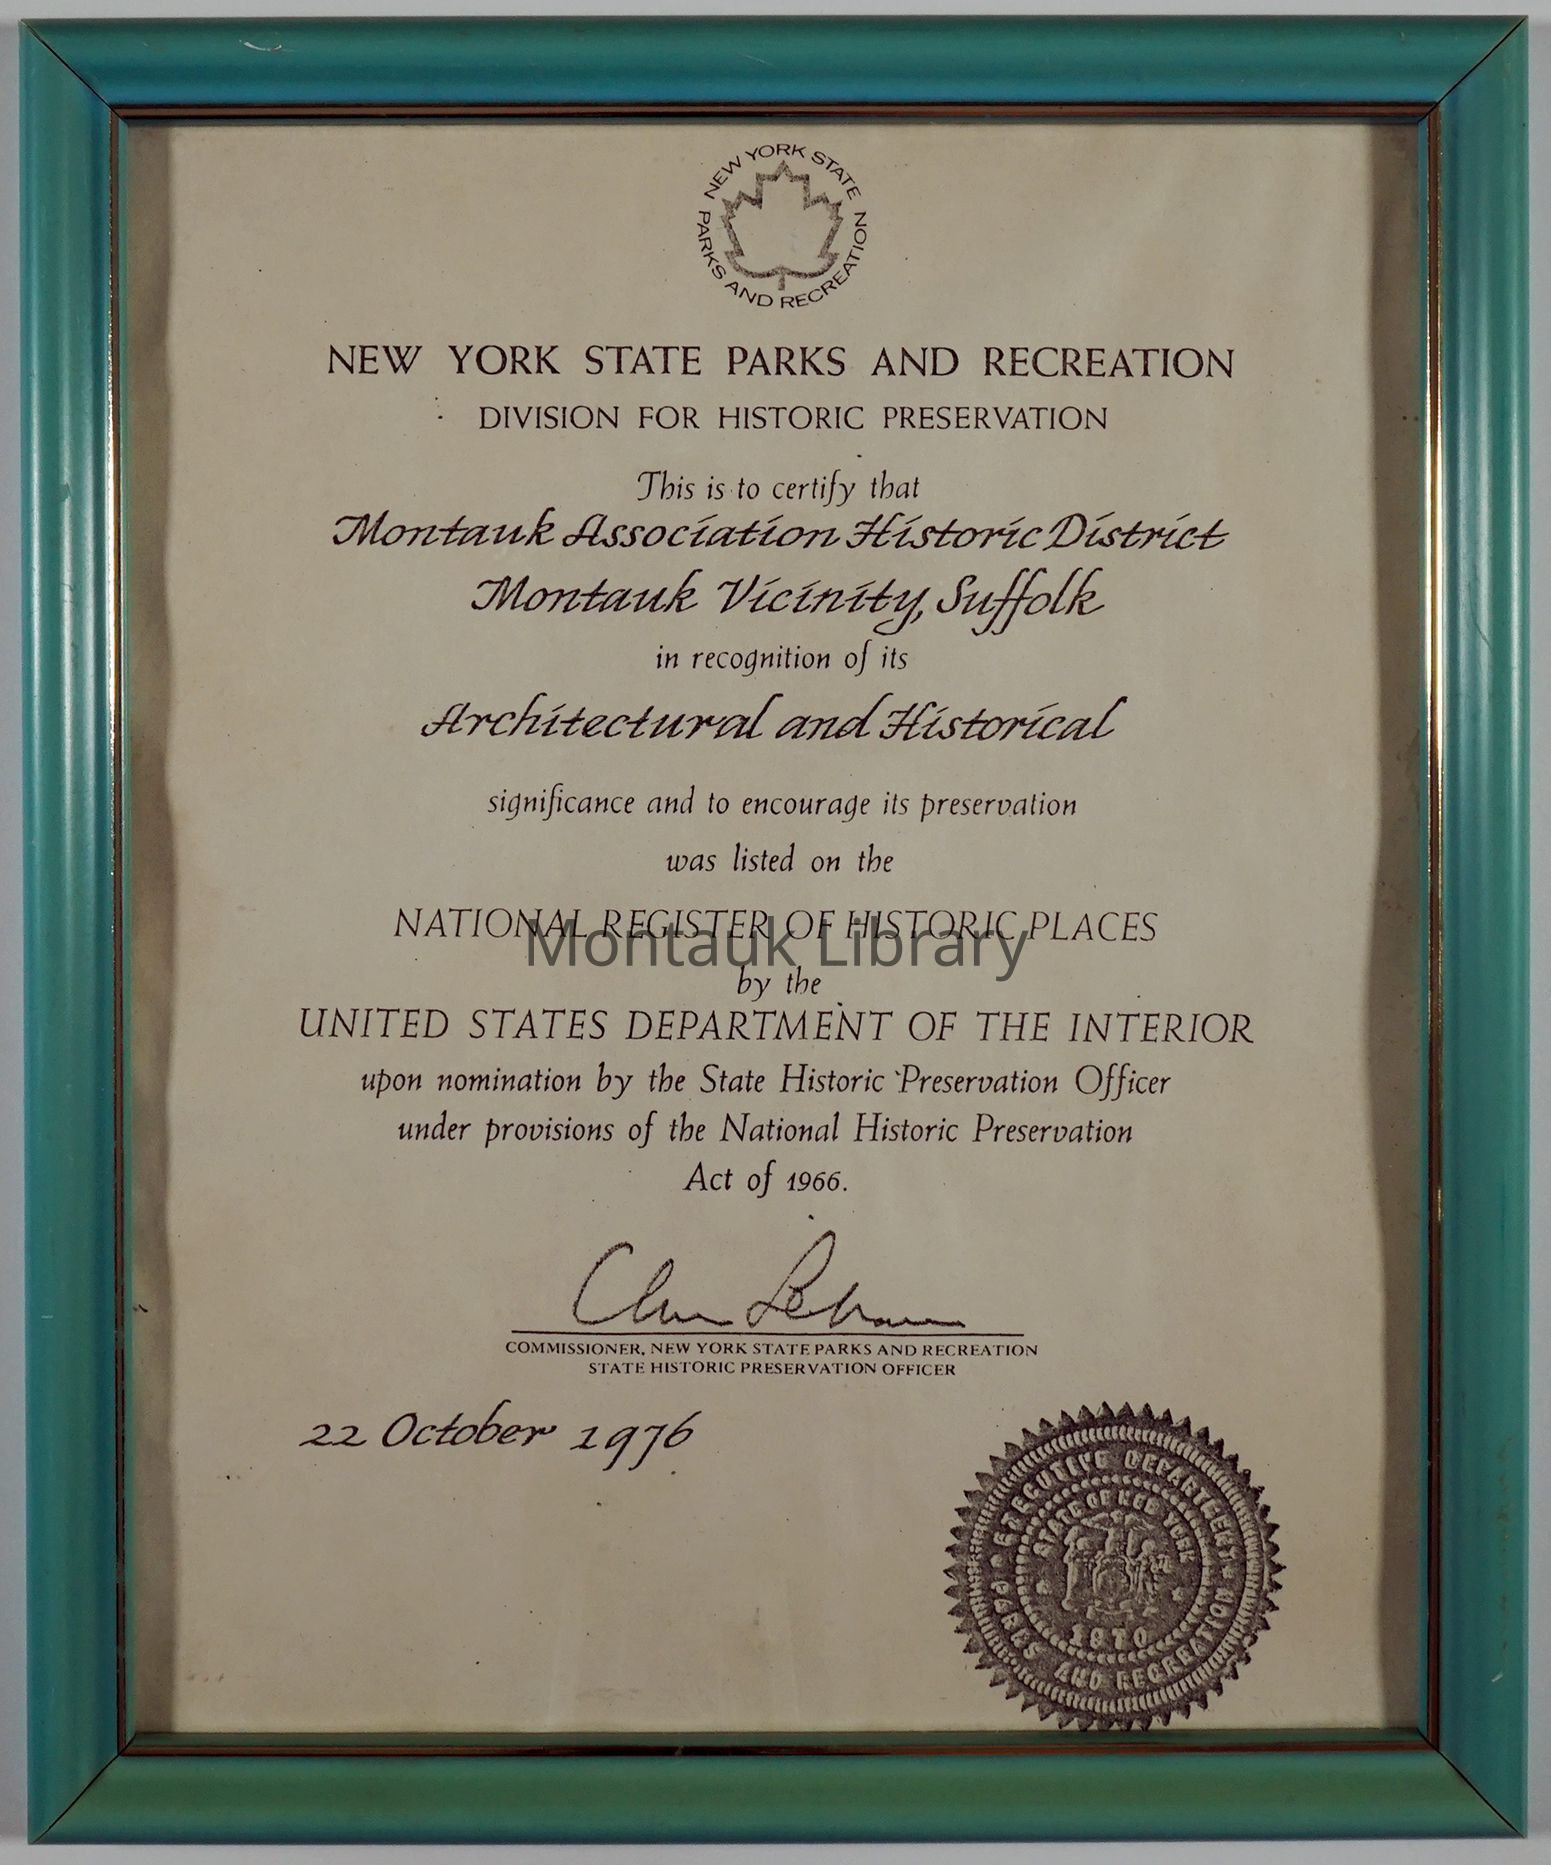 NEW YORK STATE
PARKS AND RECREATION
NEW YORK STATE PARKS AND RECREATION
DIVISION FOR HISTORIC PRESERVATION
This is to certify that
Montauk Association Historic District
Montauk Vicinity, Suffolk
in recognition of its
Architectural and Historical
significance and to encourage its preservation
was listed on the
NATIONAL REGISTER OF HISTORIC PLACES
Montauk Library
by the
UNITED STATES DEPARTMENT OF THE INTERIOR
upon nomination by the State Historic Preservation Officer
under provisions of the National Historic Preservation
Act of 1966.
COMMISSIONER, NEW YORK STATE PARKS AND RECREATION
STATE HISTORIC PRESERVATION OFFICER
22 October 1976
EXECUTIVE DEPARTMENT
STATE OF NEW YORK
1970
PARKS AND RECREATION